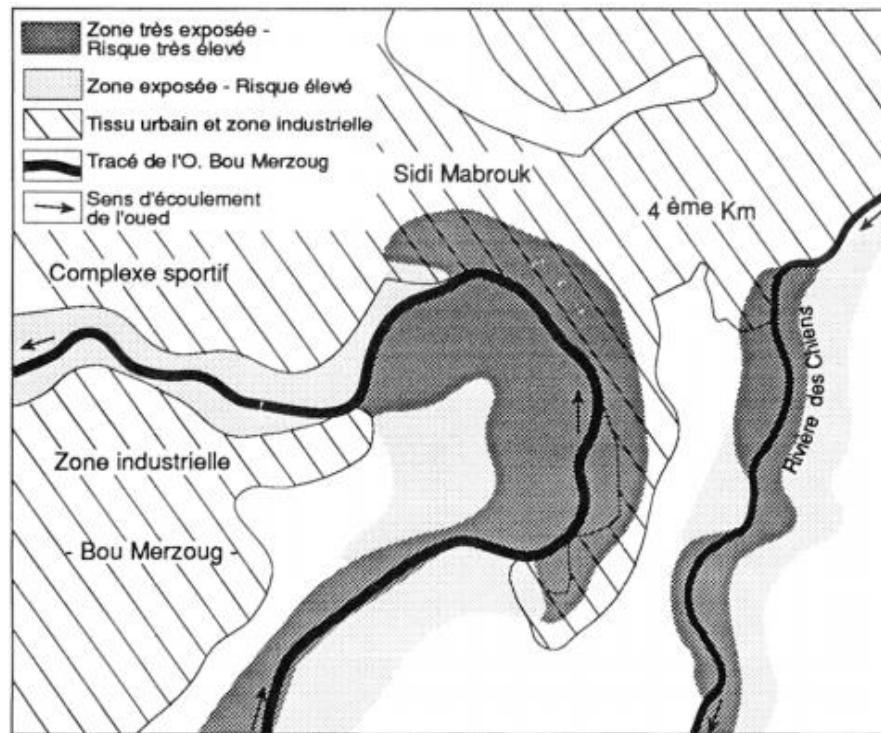 Zone très exposée -
Risque très élevé
Zone exposée - Risque élevé
Tissu urbain et zone industrielle
Tracé de l'O. Bou Merzoug
Sens d'écoulement
de l'oued
Sidi Mabrouk
4 ème Km
Complexe sportif
Rivière des Chiens
Zone industrielle
- Bou Merzoug -